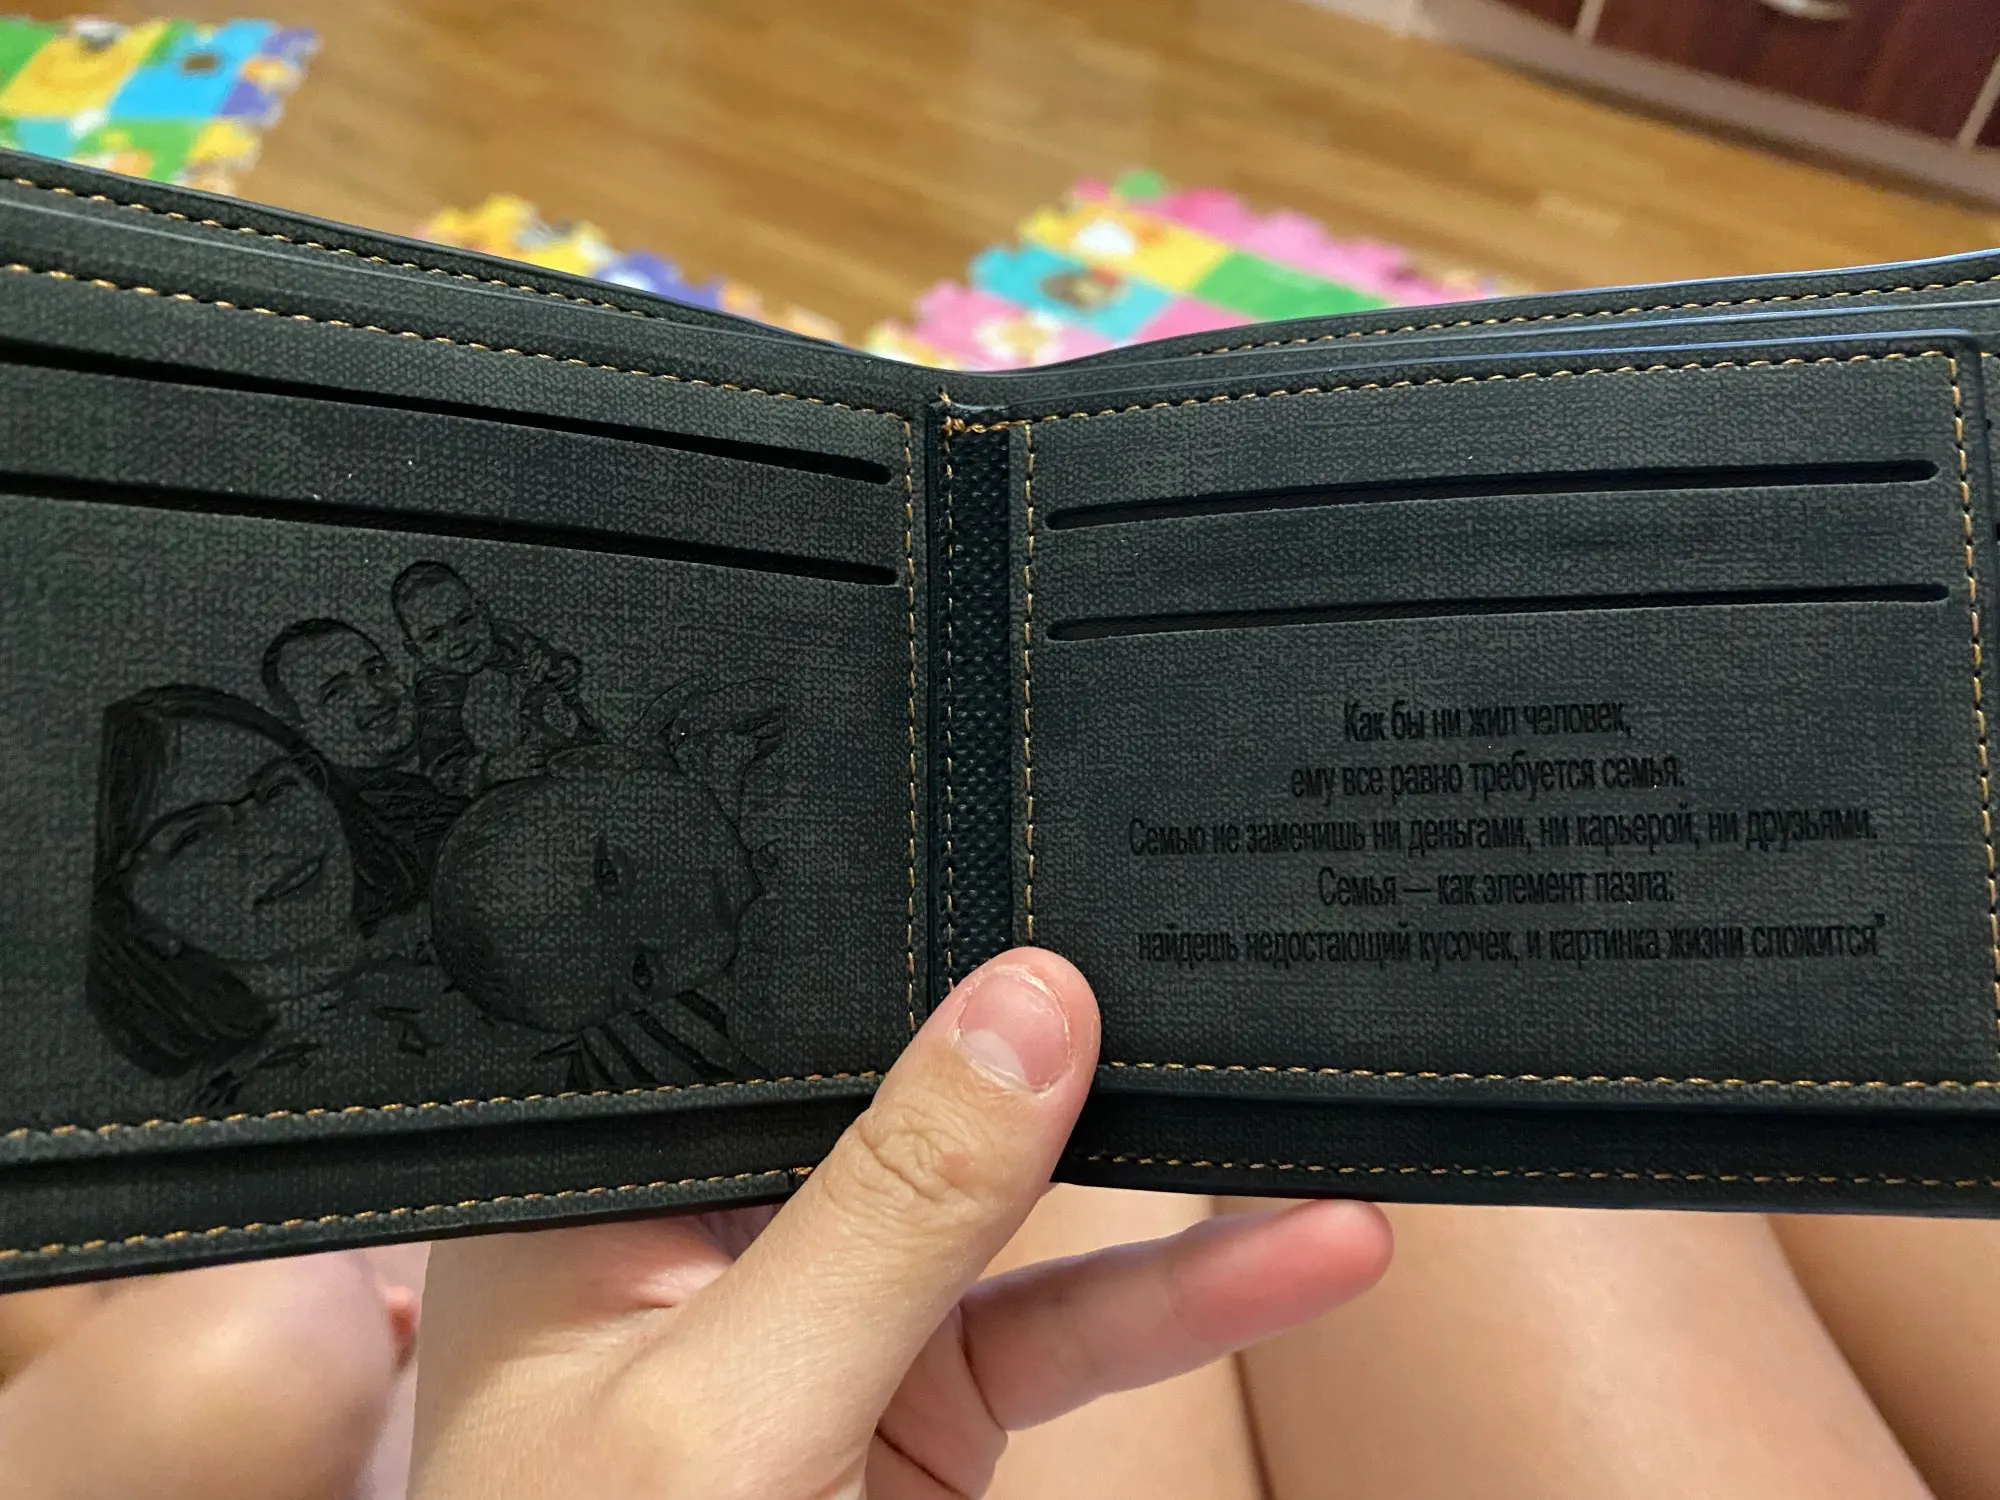 Как бы ни жил человек,
ему все равно требуется семья.
Семью не заменишь ни деньгами, ни карьерой, ни друзьями.
Семья — как элемент пазла:
найдешь недостающий кусочек, и картинка жизни сложится"